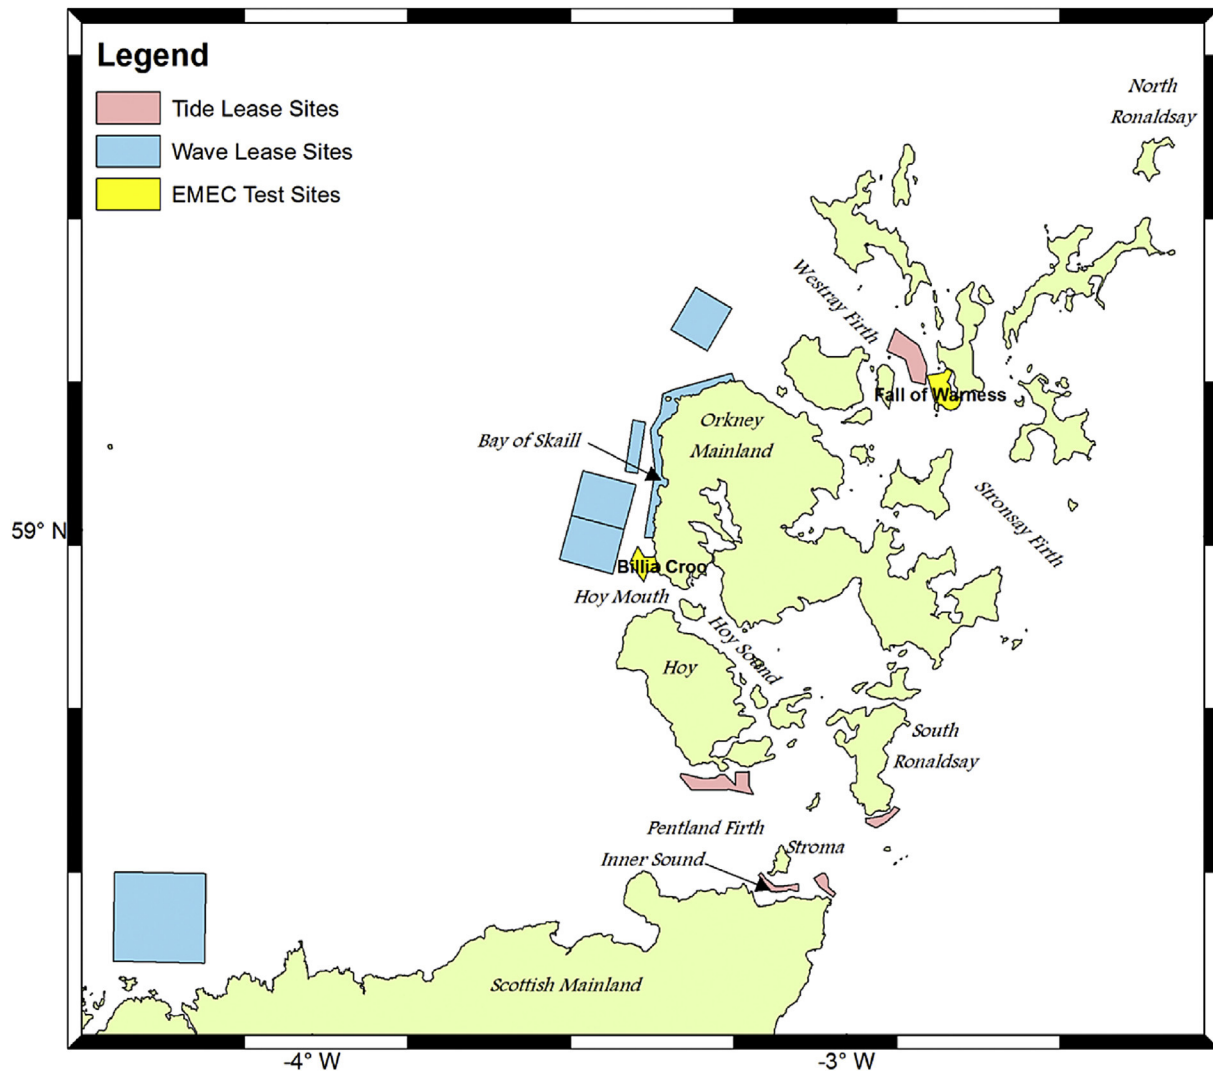 Legend
Tide Lease Sites
Wave Lease Sites
EMEC Test Sites
North
Ronaldsay
Westray Firth
Fall of Warness
Orkney
Mainland
Bay of Skaill
Stronsay Firth
59° N
Billia Croo
Hoy Mouth
Hoy Sound
Hoy
South
Ronaldsay
Pentland Firth
Stroma
Inner Sound
Scottish Mainland
-4° W
-3° W